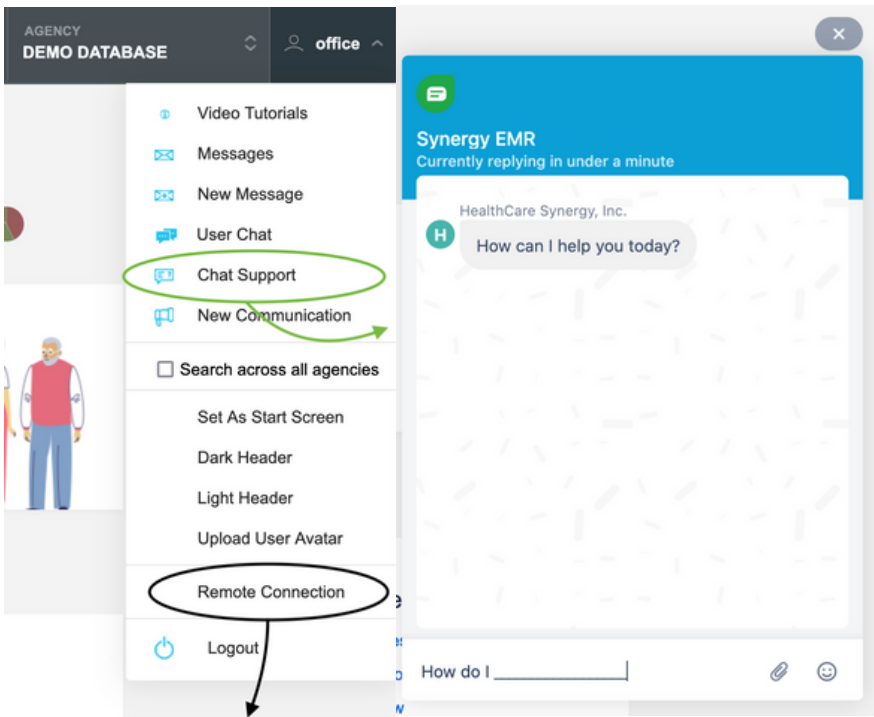 AGENCY
DEMO DATABASE
office
Video Tutorials
Messages
New Message
User Chat
Chat Support
New Communication
Search across all agencies
Set As Start Screen
Dark Header
Light Header
Upload User Avatar
Remote Connection
Logout
Synergy EMR
Currently replying in under a minute
HealthCare Synergy, Inc.
H
How can I help you today?
How do I ________________